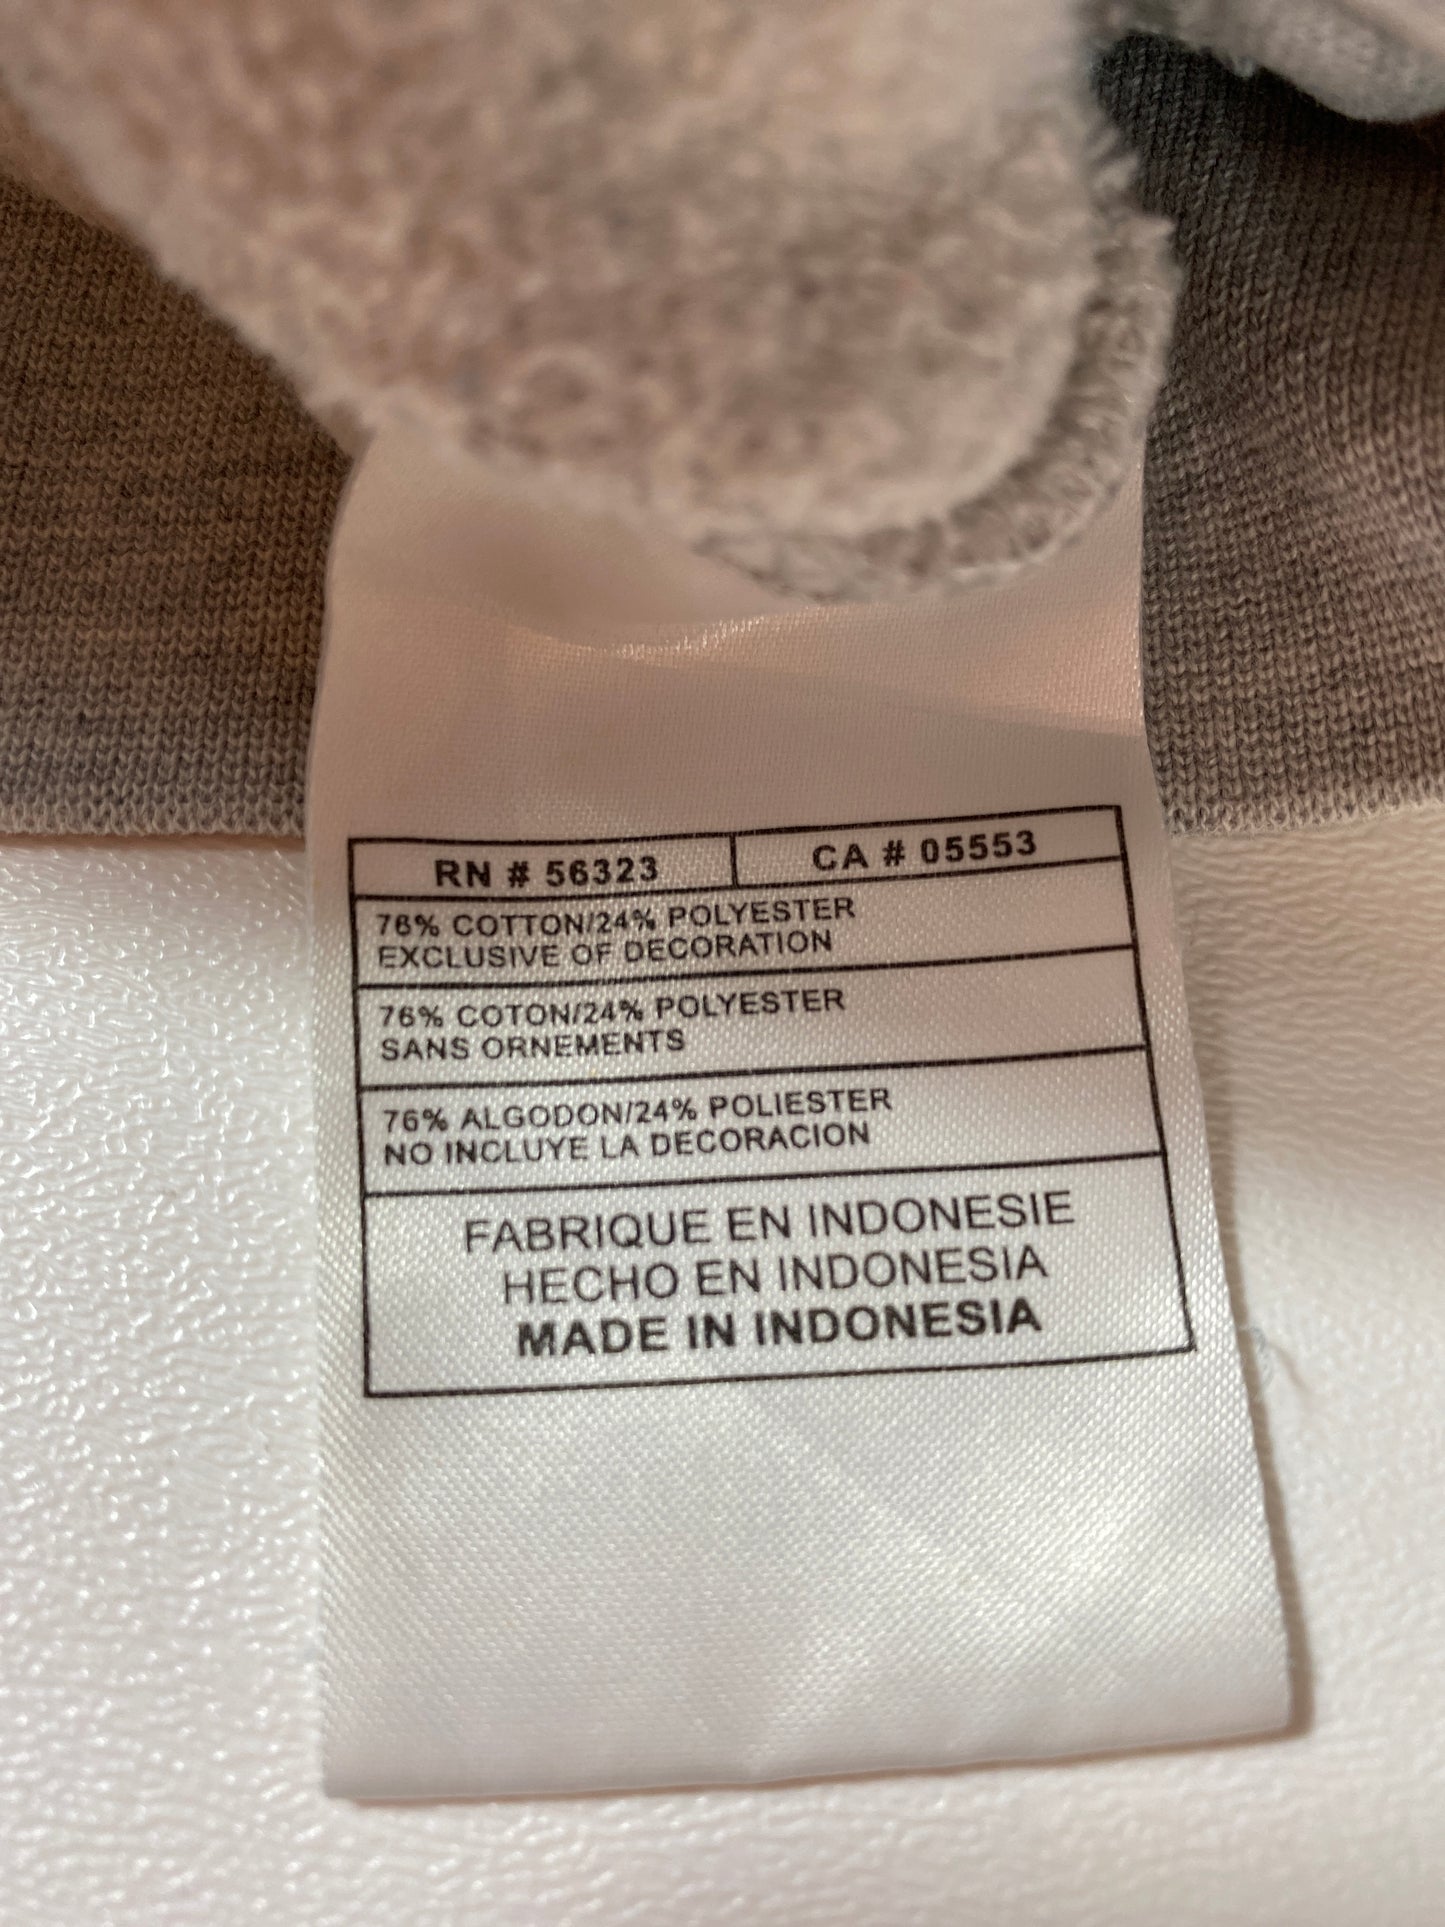 RN # 56323
CA # 05553
76% COTTON/24% POLYESTER
EXCLUSIVE OF DECORATION
76% COTON/24% POLYESTER
SANS ORNEMENTS
76% ALGODON/24% POLIESTER
NO INCLUYE LA DECORACION
FABRIQUE EN INDONESIE
HECHO EN INDONESIA
MADE IN INDONESIA